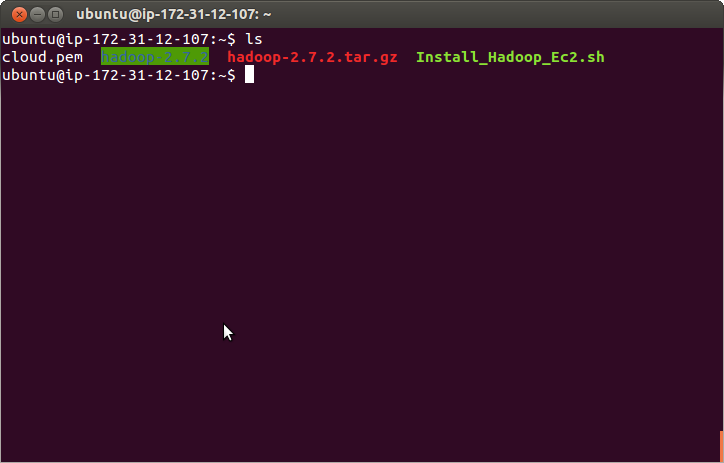 ubuntu@ip-172-31-12-107: ~
ubuntu@ip-172-31-12-107:~$ ls
cloud.pem  hadoop-2.7.2  hadoop-2.7.2.tar.gz  Install_Hadoop_Ec2.sh
ubuntu@ip-172-31-12-107:~$